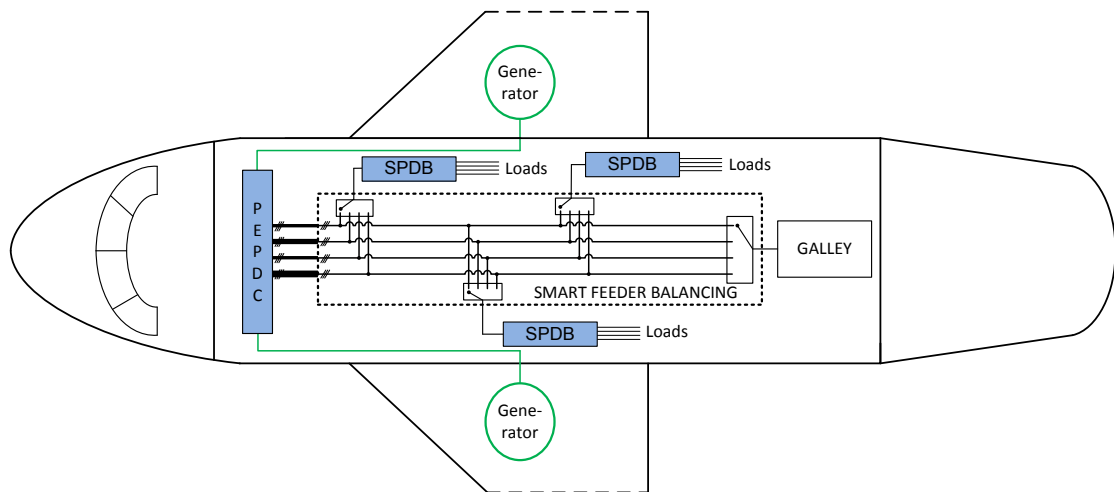 Gene-
rator
SPDB
Loads
SPDB
Loads
P
E
P
D
C
GALLEY
SMART FEEDER BALANCING
SPDB
Loads
Gene-
rator